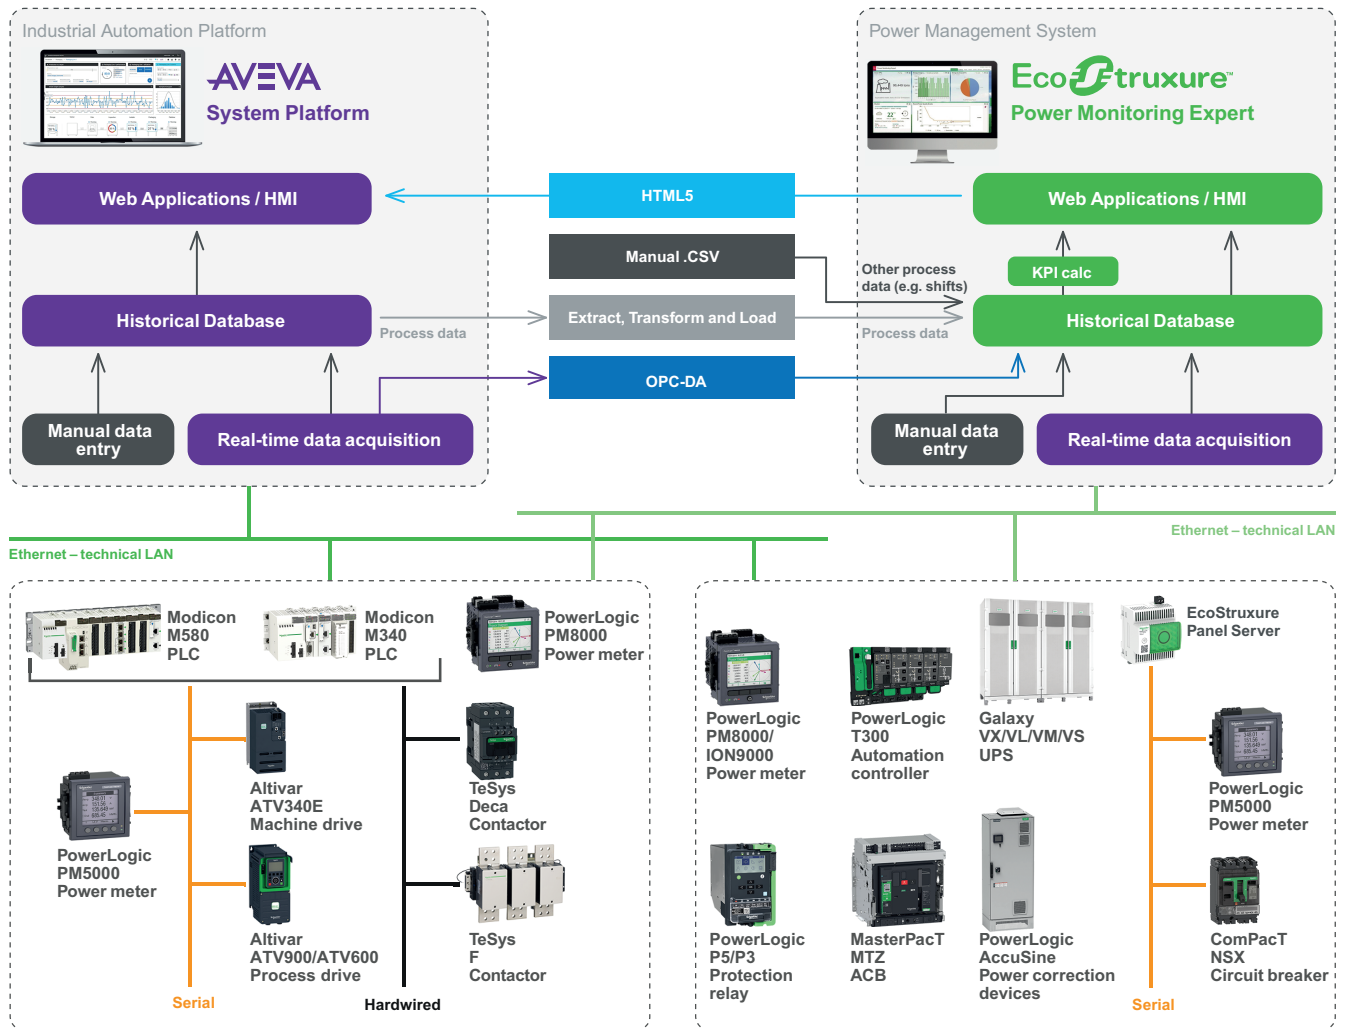 Industrial Automation Platform
AVEVA
System Platform
Web Applications / HMI
Historical Database
Process data
Manual data
entry
Real-time data acquisition
HTML5
Manual .CSV
Extract, Transform and Load
OPC-DA
Other process
data (e.g. shifts)
Process data
Power Management System
EcoStruxure™
Power Monitoring Expert
Web Applications / HMI
KPI calc
Historical Database
Manual data
entry
Real-time data acquisition
Ethernet – technical LAN
Ethernet – technical LAN
Modicon
M580
PLC
Modicon
M340
PLC
PowerLogic
PM8000
Power meter
Altivar
ATV340E
Machine drive
TeSys
Deca
Contactor
PowerLogic
PM5000
Power meter
Altivar
ATV900/ATV600
Process drive
TeSys
F
Contactor
Serial
Hardwired
PowerLogic
PM8000/
ION9000
Power meter
PowerLogic
T300
Automation
controller
Galaxy
VX/VL/VM/VS
UPS
EcoStruxure
Panel Server
PowerLogic
PM5000
Power meter
PowerLogic
P5/P3
Protection
relay
MasterPacT
MTZ
ACB
PowerLogic
AccuSine
Power correction
devices
ComPacT
NSX
Circuit breaker
Serial